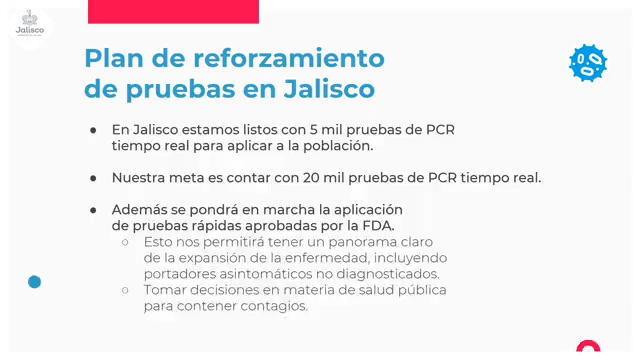 Jalisco
Plan de reforzamiento
de pruebas en Jalisco
● En Jalisco estamos listos con 5 mil pruebas de PCR
tiempo real para aplicar a la población.
● Nuestra meta es contar con 20 mil pruebas de PCR tiempo real.
● Además se pondrá en marcha la aplicación
de pruebas rápidas aprobadas por la FDA.
○ Esto nos permitirá tener un panorama claro
de la expansión de la enfermedad, incluyendo
portadores asintomáticos no diagnosticados.
○ Tomar decisiones en materia de salud pública
para contener contagios.